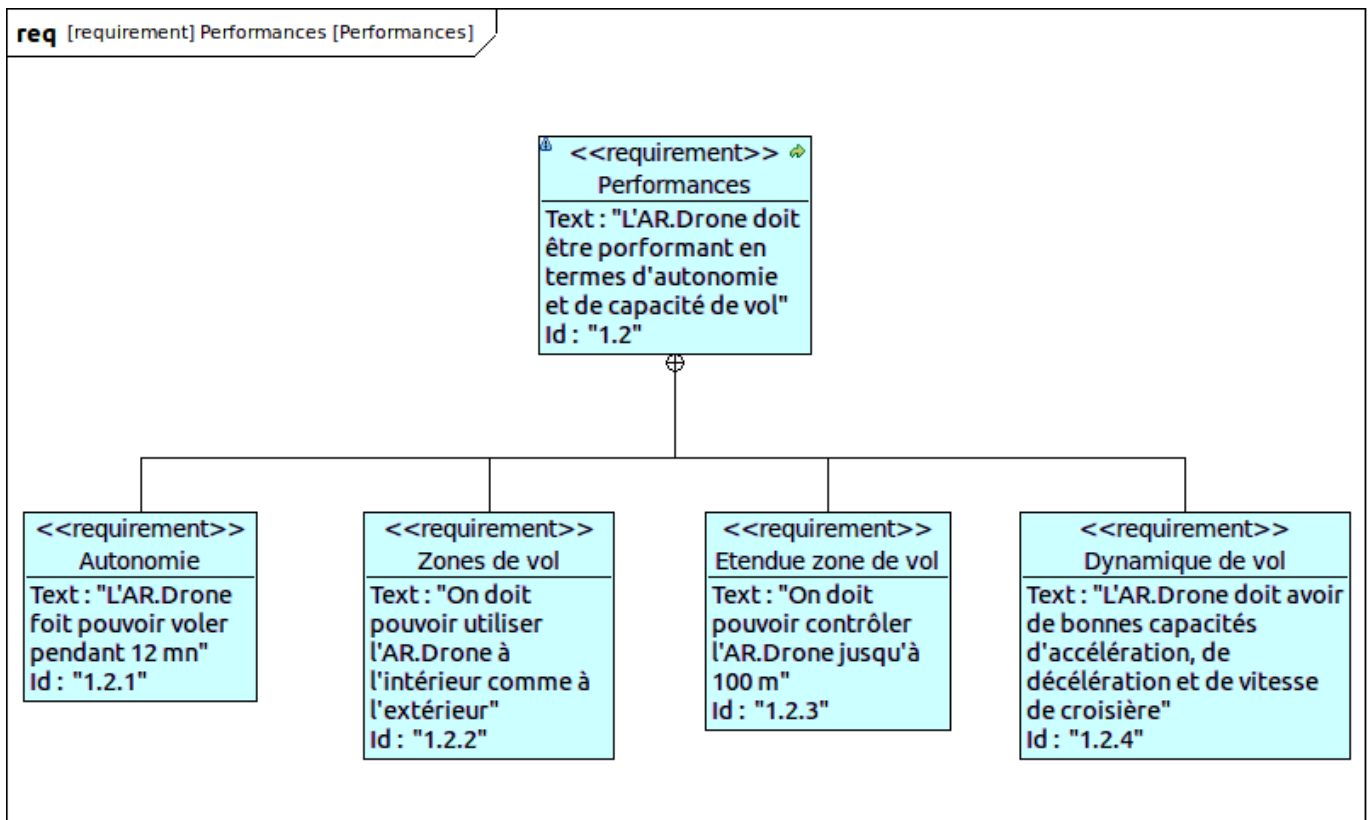 req [requirement] Performances [Performances]
<<requirement>>
Performances
Text : "L'AR.Drone doit
être porformant en
termes d'autonomie
et de capacité de vol"
Id : "1.2"
<<requirement>>
Autonomie
Text : "L'AR.Drone
foit pouvoir voler
pendant 12 mn"
Id : "1.2.1"
<<requirement>>
Zones de vol
Text : "On doit
pouvoir utiliser
l'AR.Drone à
l'intérieur comme à
l'extérieur"
Id : "1.2.2"
<<requirement>>
Etendue zone de vol
Text : "On doit
pouvoir contrôler
l'AR.Drone jusqu'à
100 m"
Id : "1.2.3"
<<requirement>>
Dynamique de vol
Text : "L'AR.Drone doit avoir
de bonnes capacités
d'accélération, de
décélération et de vitesse
de croisière"
Id : "1.2.4"